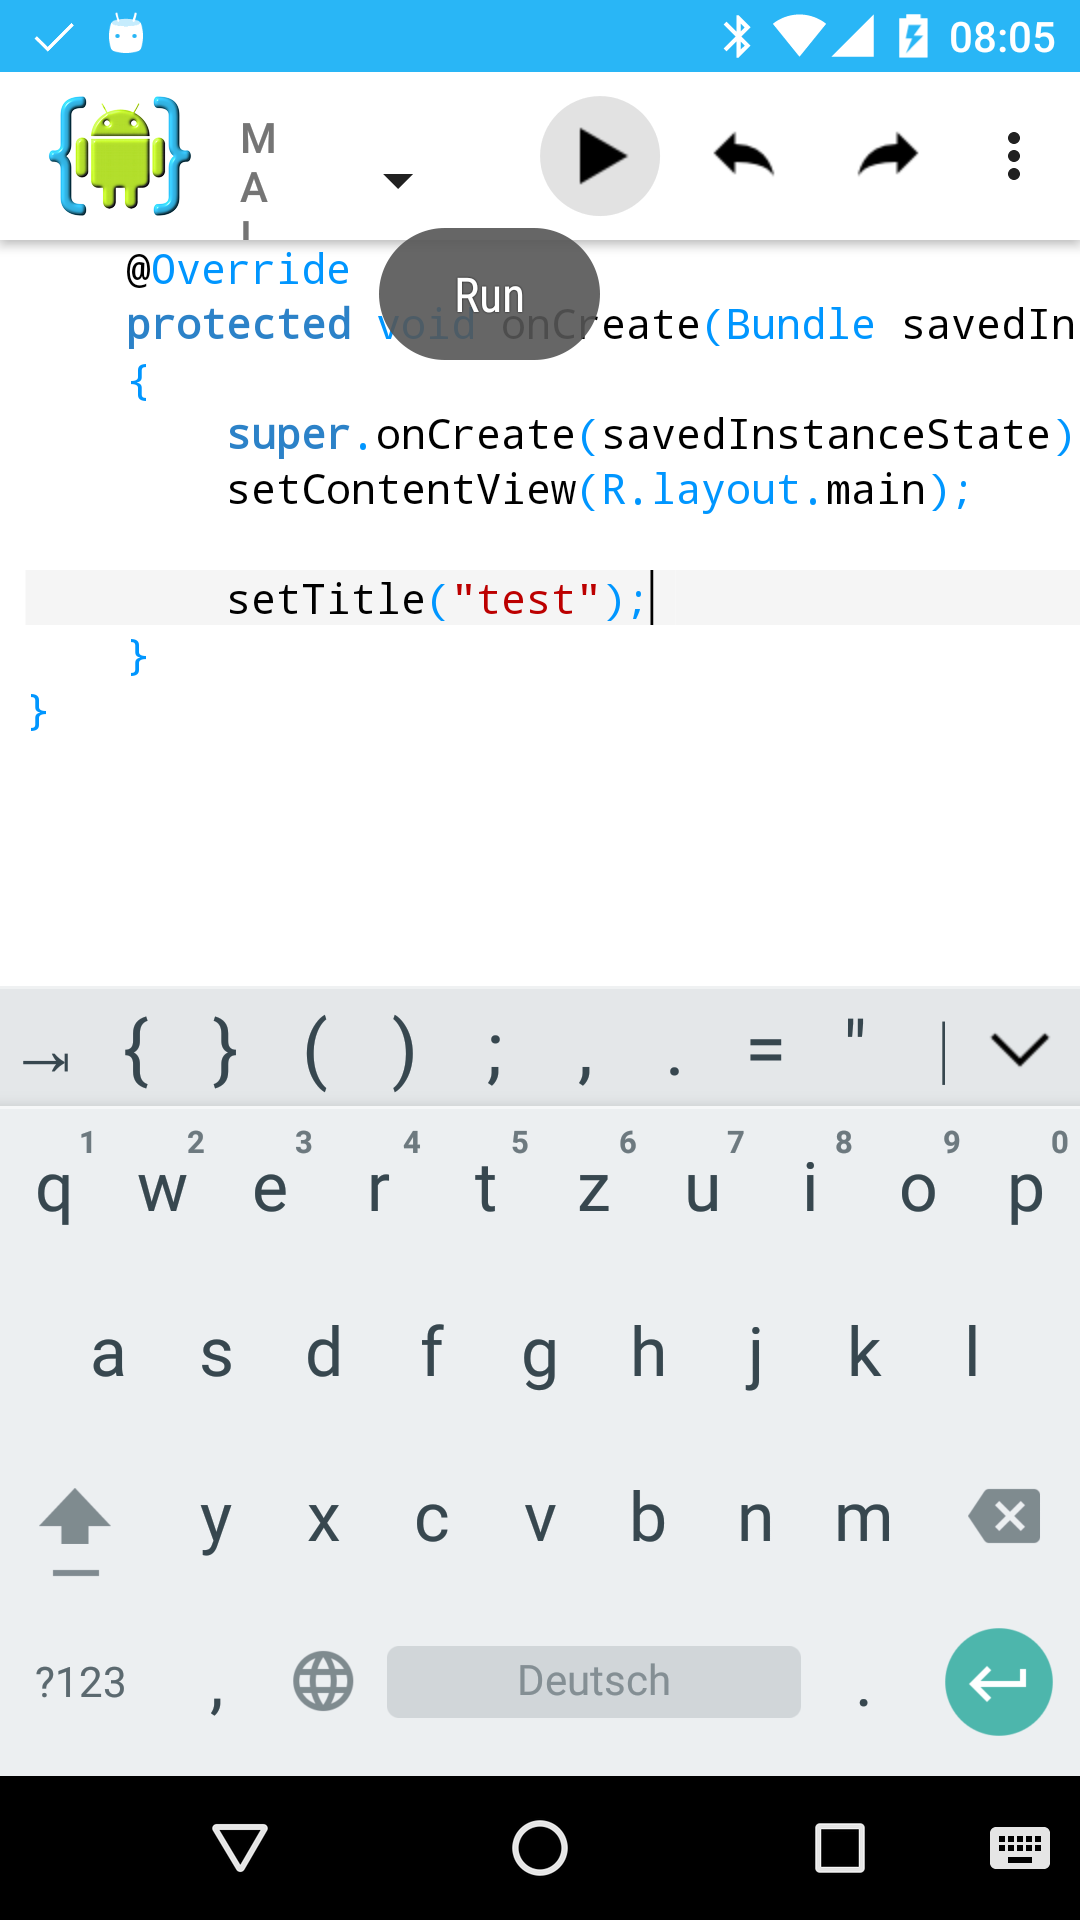 08:05
M
A
@Override
Run
protected void onCreate(Bundle savedIn
{
super.onCreate(savedInstanceState)
setContentView(R.layout.main);
setTitle("test");
}
}
{ } ( ) ; , . = " |
1 2 3 4 5 6 7 8 9 0
q w e r t z u i o p
a s d f g h j k l
y x c v b n m
?123 , Deutsch .